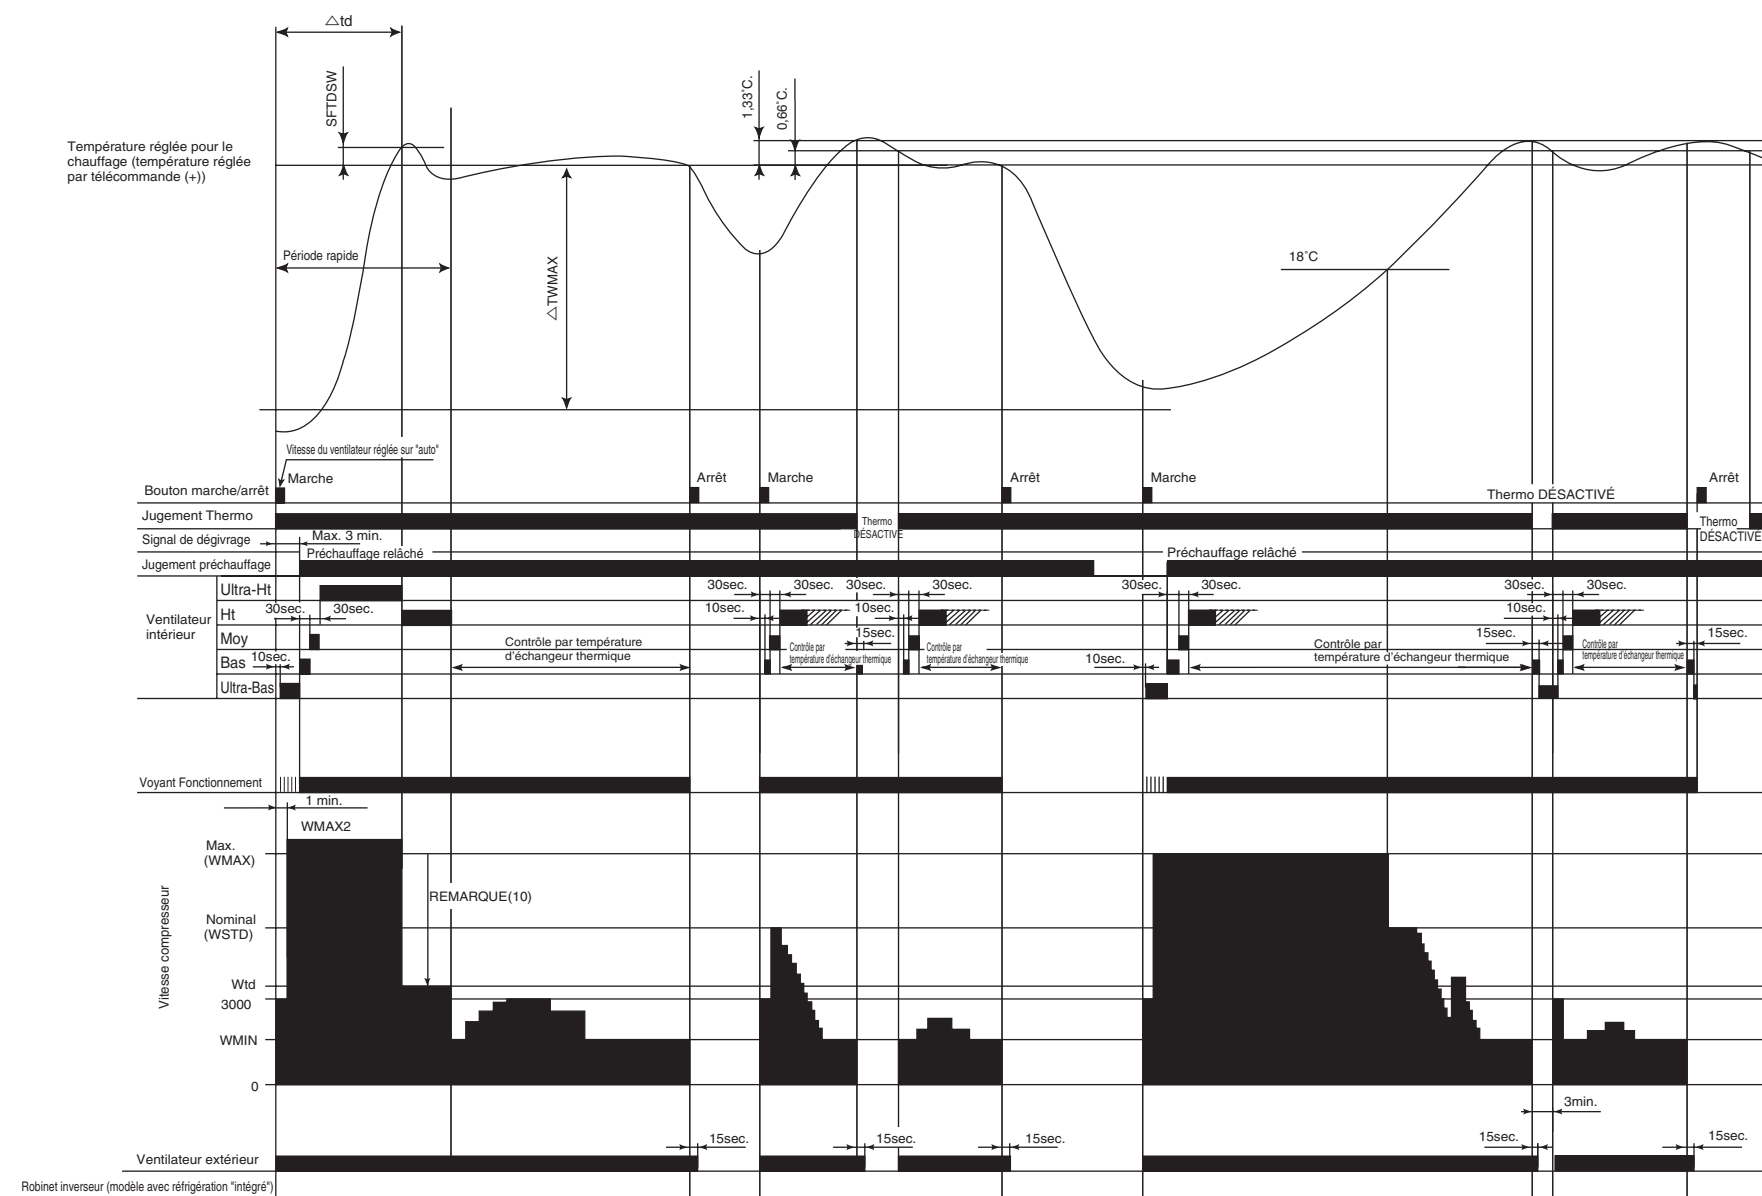 △td
SFTDSW
1,33˚C.
0,66˚C.
Température réglée pour le
chauffage (température réglée
par télécommande (+))
Période rapide
△TWMAX
18˚C
Vitesse du ventilateur réglée sur "auto"
Marche
Arrêt
Marche
Arrêt
Marche
Thermo DÉSACTIVÉ
Arrêt
Bouton marche/arrêt
Jugement Thermo
Thermo
DÉSACTIVÉ
Thermo
DÉSACTIVÉ
Signal de dégivrage
Max. 3 min.
Préchauffage relâché
Préchauffage relâché
Jugement préchauffage
Ventilateur
intérieur
Ultra-Ht
30sec.
30sec.
30sec.
30sec.
30sec.
30sec.
30sec.
30sec.
Ht
30sec.
30sec.
10sec.
10sec.
10sec.
Moy
Contrôle par température
d'échangeur thermique
15sec.
15sec.
15sec.
Contrôle par
température d'échangeur thermique
Contrôle par
température d'échangeur thermique
Contrôle par
température d'échangeur thermique
Contrôle par
température d'échangeur thermique
Bas
10sec.
10sec.
Ultra-Bas
Voyant Fonctionnement
1 min.
WMAX2
Vitesse compresseur
Max.
(WMAX)
REMARQUE(10)
Nominal
(WSTD)
Wtd
3000
WMIN
0
3min.
15sec.
15sec.
15sec.
15sec.
15sec.
Ventilateur extérieur
Robinet inverseur (modèle avec réfrigération "intégré")